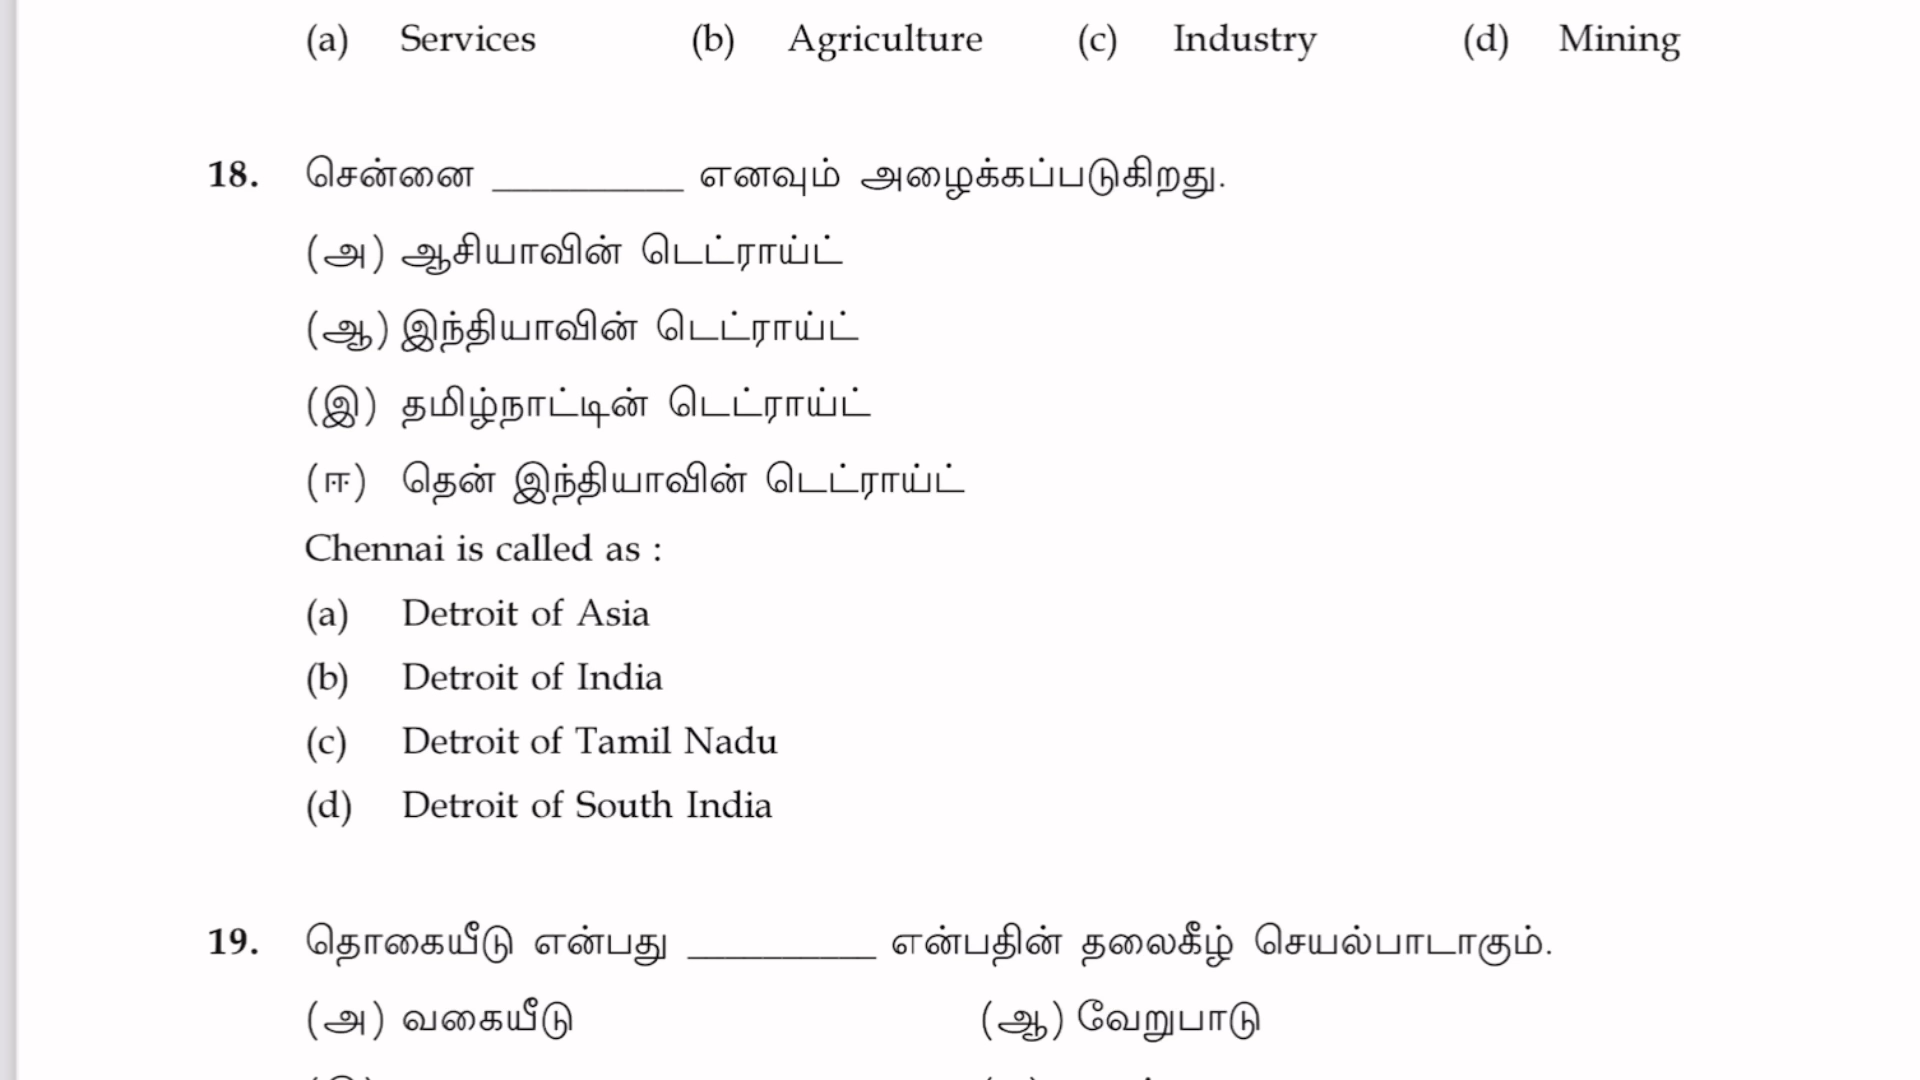 (a) Services (b) Agriculture (c) Industry (d) Mining
18. சென்னை __________ எனவும் அழைக்கப்படுகிறது.
(அ) ஆசியாவின் டெட்ராய்ட்
(ஆ) இந்தியாவின் டெட்ராய்ட்
(இ) தமிழ்நாட்டின் டெட்ராய்ட்
(ஈ) தென் இந்தியாவின் டெட்ராய்ட்
Chennai is called as :
(a) Detroit of Asia
(b) Detroit of India
(c) Detroit of Tamil Nadu
(d) Detroit of South India
19. தொகையீடு என்பது __________ என்பதின் தலைகீழ் செயல்பாடாகும்.
(அ) வகையீடு (ஆ) வேறுபாடு